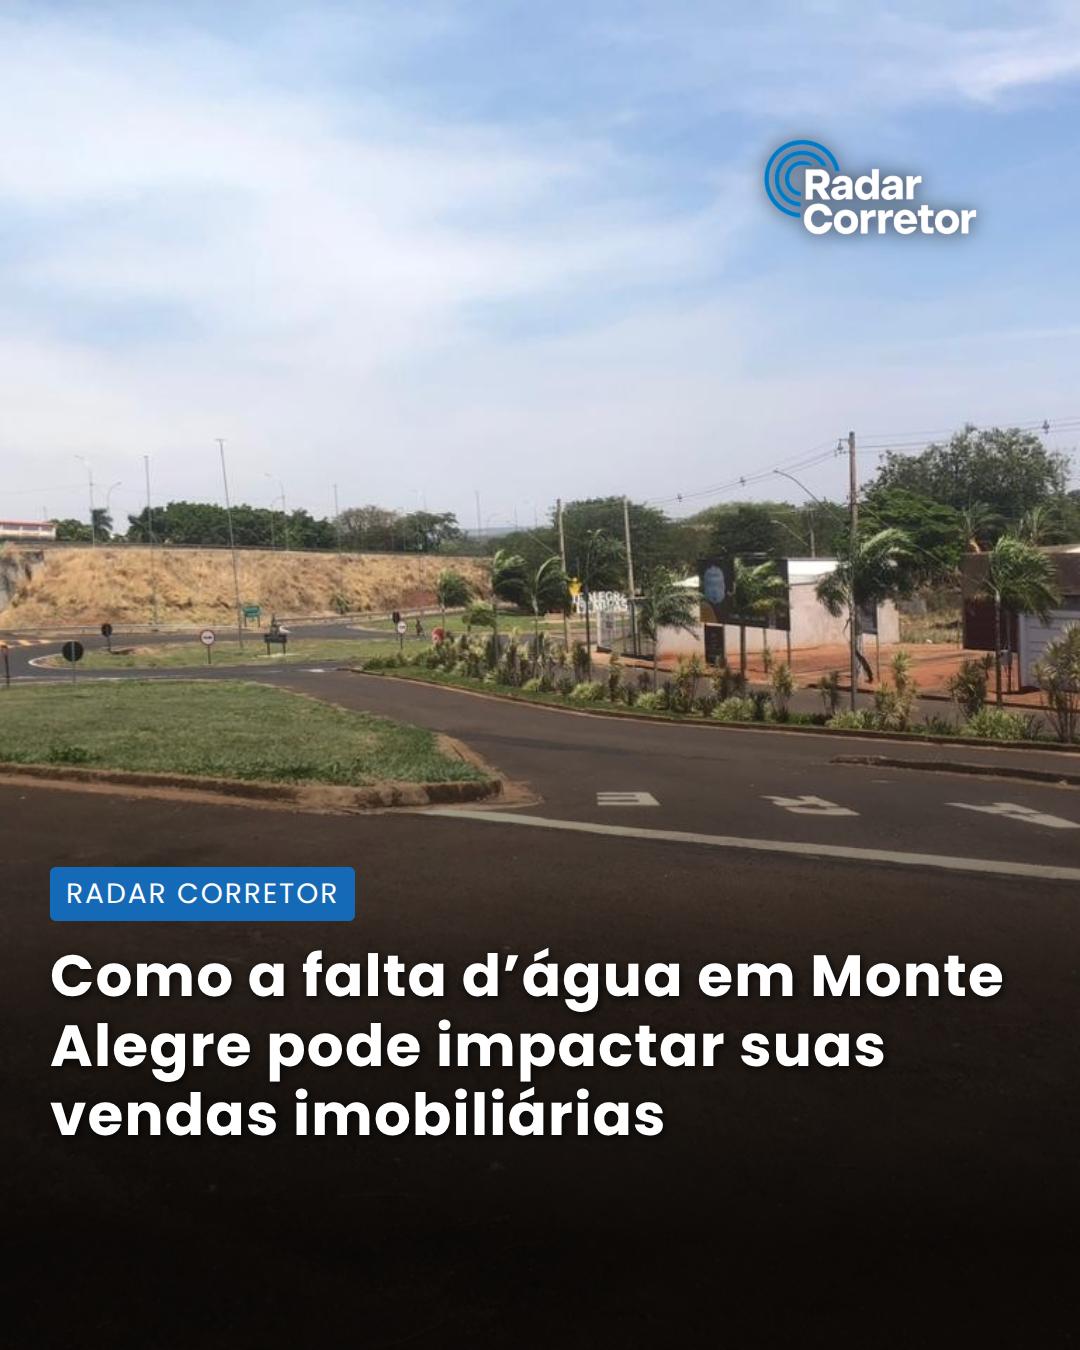 Radar
Corretor
RADAR CORRETOR
Como a falta d’água em Monte
Alegre pode impactar suas
vendas imobiliárias